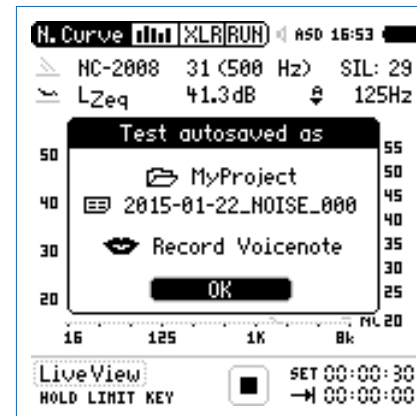 N. Curve XLR RUN ASD 16:53
NC-2008 31 (500 Hz) SIL: 29
LZeq 41.3dB 125Hz
Test autosaved as
MyProject
2015-01-22_NOISE_000
Record Voicenote
OK
50
40
30
20
55
50
45
40
35
30
25
NC 20
16 125 1K 8k
LiveView SET 00:00:30
HOLD LIMIT KEY 00:00:00